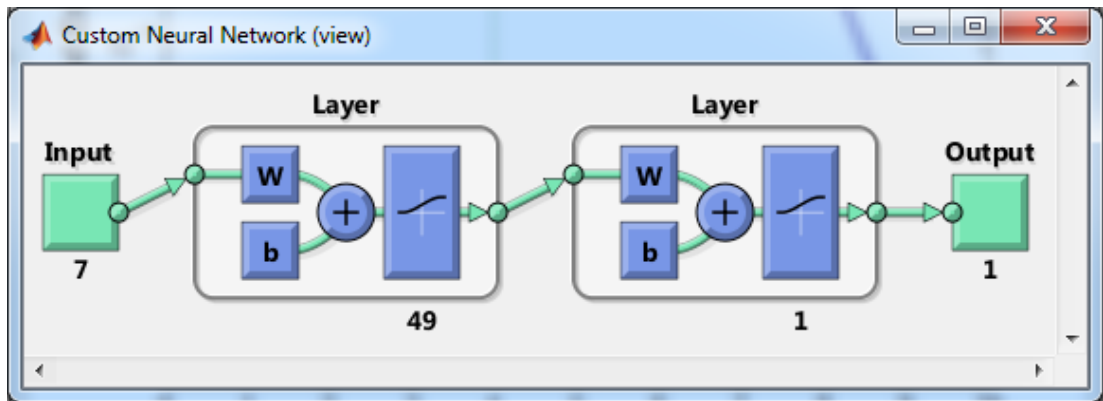 Custom Neural Network (view)
Layer Layer
Input Output
W W
b b
7 1
49 1